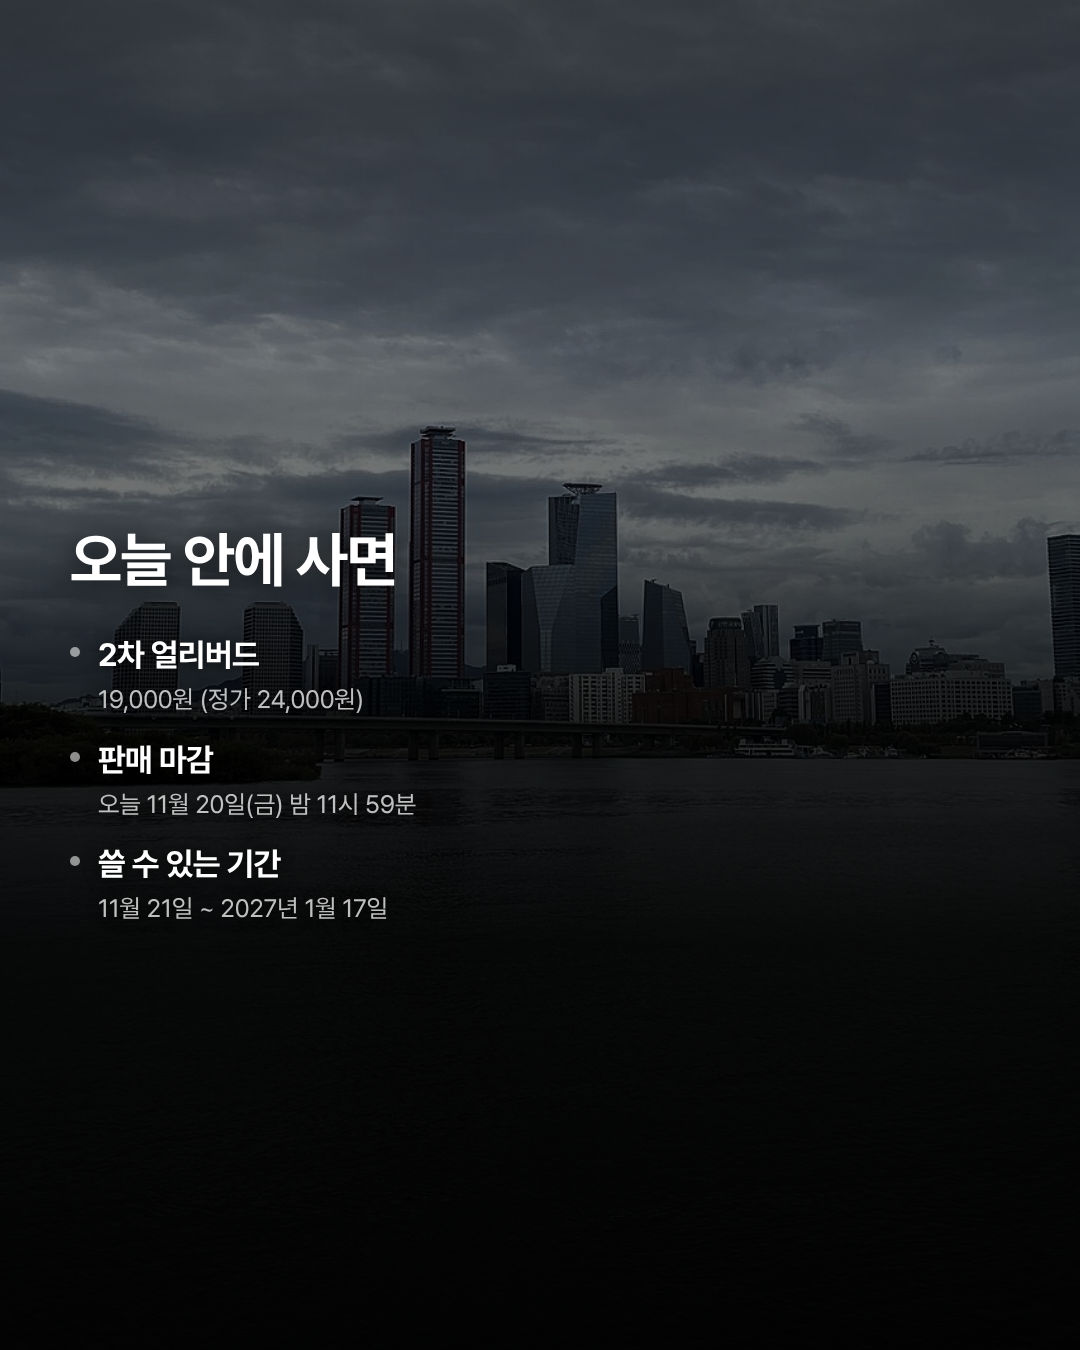 오늘 안에 사면
2차 얼리버드
19,000원 (정가 24,000원)
판매 마감
오늘 11월 20일(금) 밤 11시 59분
쓸 수 있는 기간
11월 21일 ~ 2027년 1월 17일